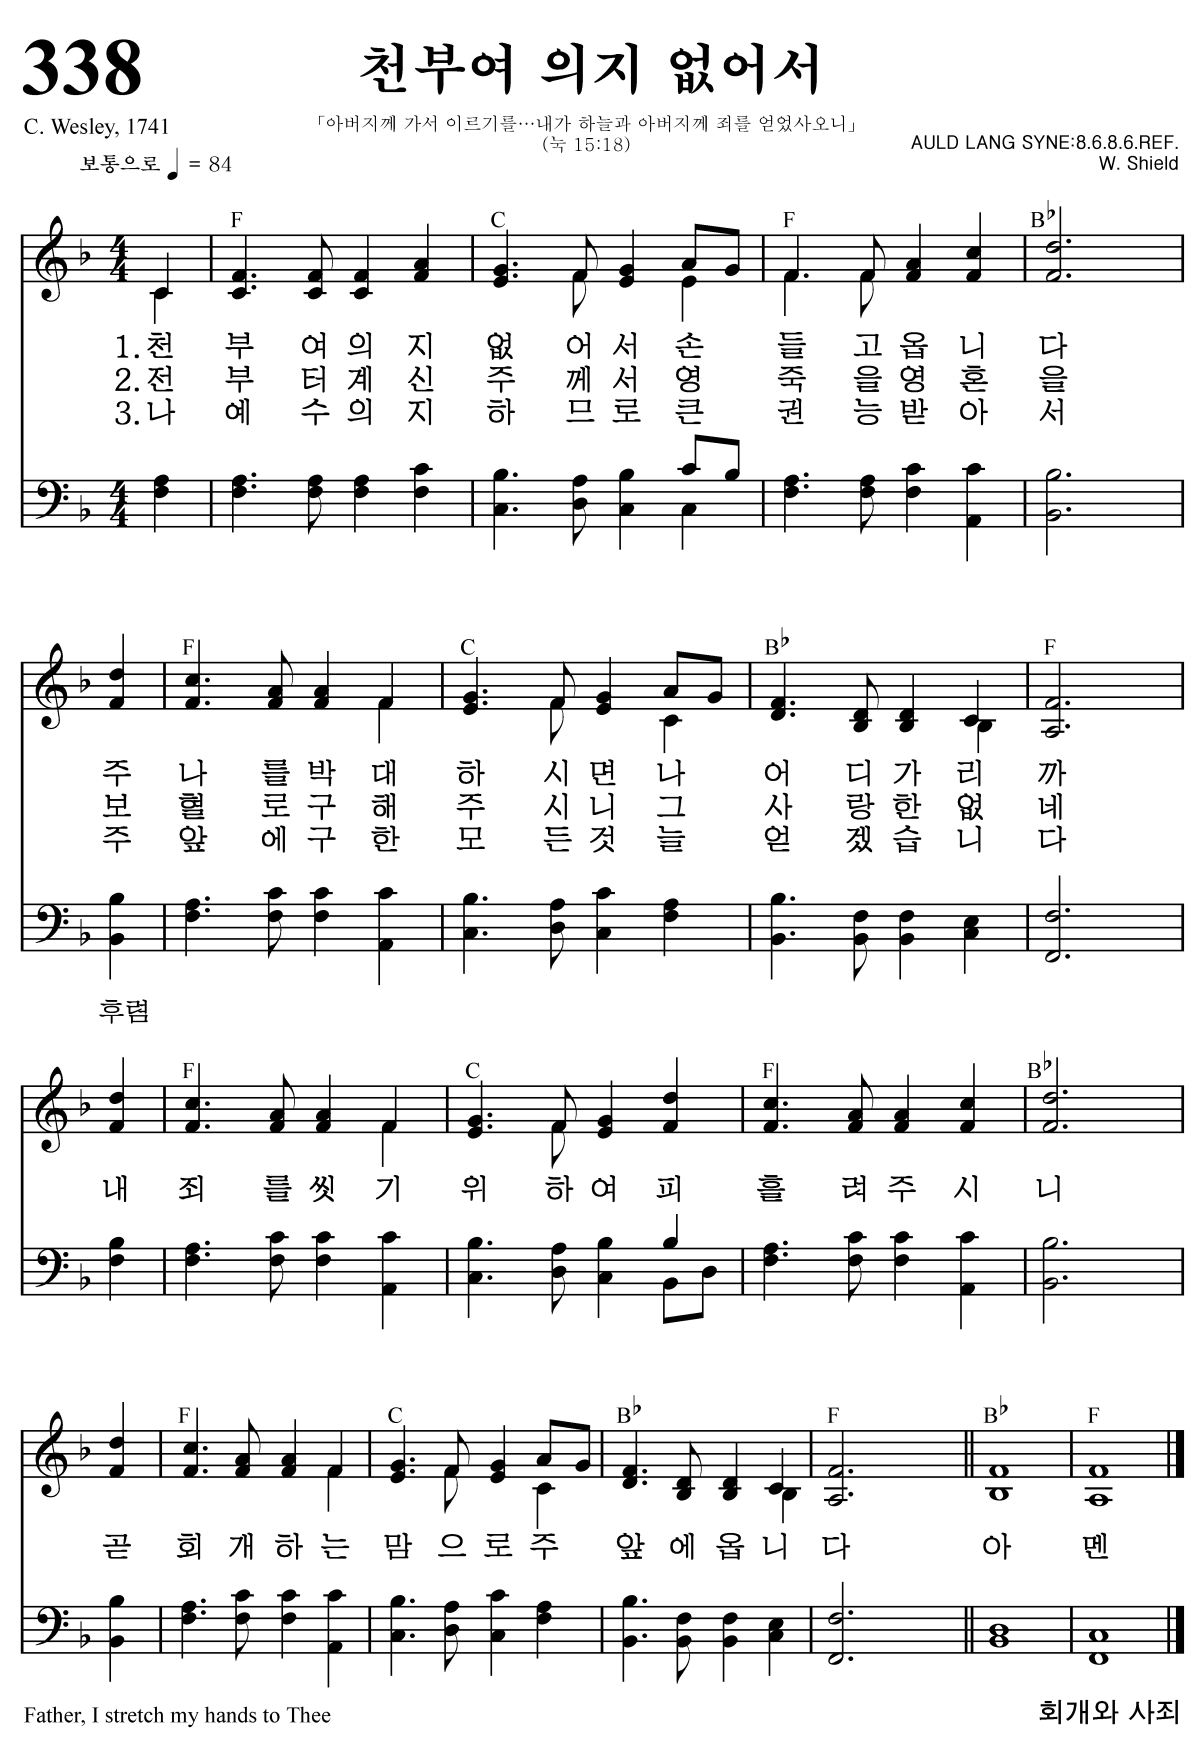 338
천부여 의지 없어서
C. Wesley, 1741
「아버지께 가서 이르기를…내가 하늘과 아버지께 죄를 얻었사오니」
(눅 15:18)
AULD LANG SYNE:8.6.8.6.REF.
보통으로 ♩ = 84
W. Shield
F C F B♭
1.천 부 여 의 지 없 어 서 손 들 고 옵 니 다
2.전 부 터 계 신 주 께 서 영 죽 을 영 혼 을
3.나 예 수 의 지 하 므 로 큰 권 능 받 아 서
F C B♭ F
주 나 를 박 대 하 시 면 나 어 디 가 리 까
보 혈 로 구 해 주 시 니 그 사 랑 한 없 네
주 앞 에 구 한 모 든 것 늘 얻 겠 습 니 다
후렴
F C F B♭
내 죄 를 씻 기 위 하 여 피 흘 려 주 시 니
F C B♭ F B♭ F
곧 회 개 하 는 맘 으 로 주 앞 에 옵 니 다 아 멘
Father, I stretch my hands to Thee
회개와 사죄